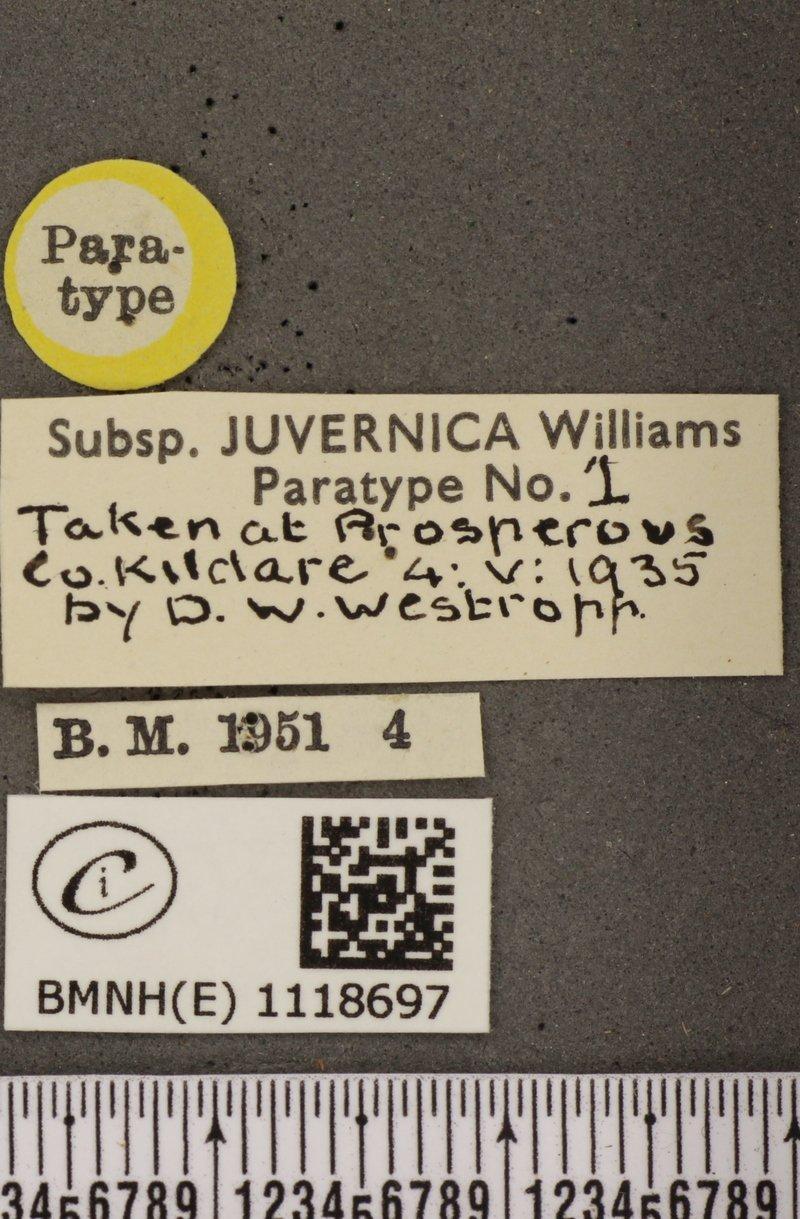 Para-
type
Subsp. JUVERNICA Williams
Paratype No. 1
Taken at Prosperous
Co. Kildare 4: V: 1935
by D. W. Westropp.
B. M. 1951 4
C i
BMNH(E) 1118697
3456789 123456789 123456789